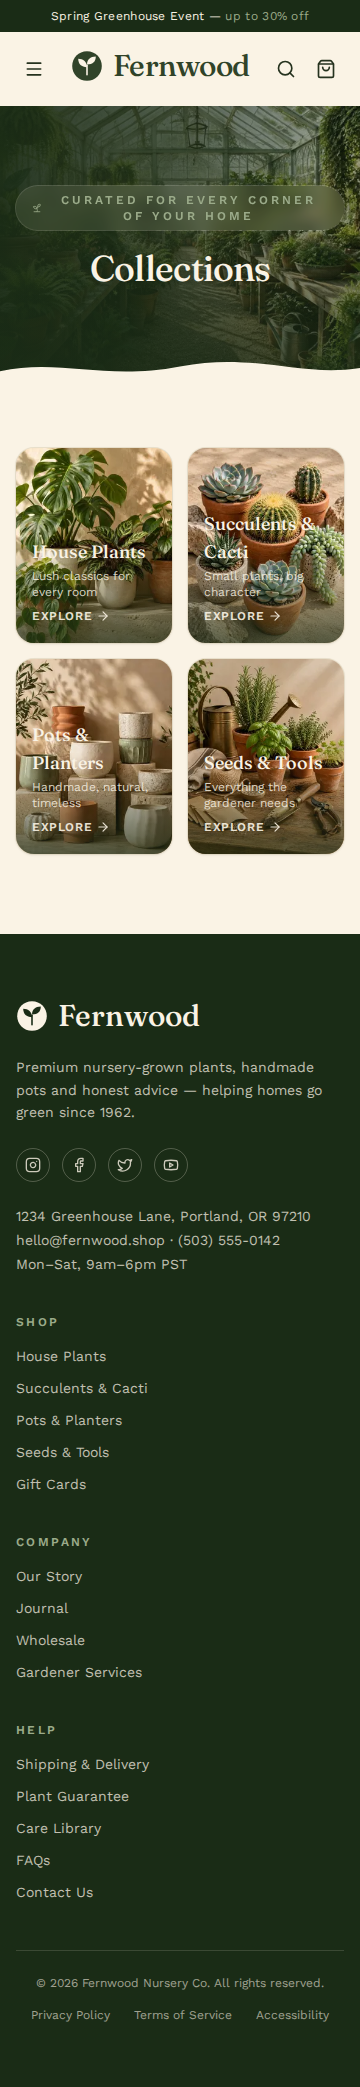 Spring Greenhouse Event — up to 30% off
Fernwood
CURATED FOR EVERY CORNER
OF YOUR HOME
Collections
House Plants
Lush classics for
every room
EXPLORE →
Succulents &
Cacti
Small plants, big
character
EXPLORE →
Pots &
Planters
Handmade, natural,
timeless
EXPLORE →
Seeds & Tools
Everything the
gardener needs
EXPLORE →
Fernwood
Premium nursery-grown plants, handmade
pots and honest advice — helping homes go
green since 1962.
1234 Greenhouse Lane, Portland, OR 97210
hello@fernwood.shop · (503) 555-0142
Mon–Sat, 9am–6pm PST
SHOP
House Plants
Succulents & Cacti
Pots & Planters
Seeds & Tools
Gift Cards
COMPANY
Our Story
Journal
Wholesale
Gardener Services
HELP
Shipping & Delivery
Plant Guarantee
Care Library
FAQs
Contact Us
© 2026 Fernwood Nursery Co. All rights reserved.
Privacy Policy Terms of Service Accessibility